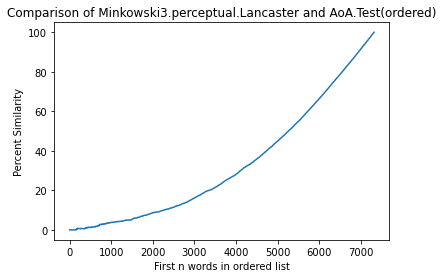 Comparison of Minkowski3.perceptual.Lancaster and AoA.Test(ordered)
Percent Similarity
100
80
60
40
20
0
0 1000 2000 3000 4000 5000 6000 7000
First n words in ordered list